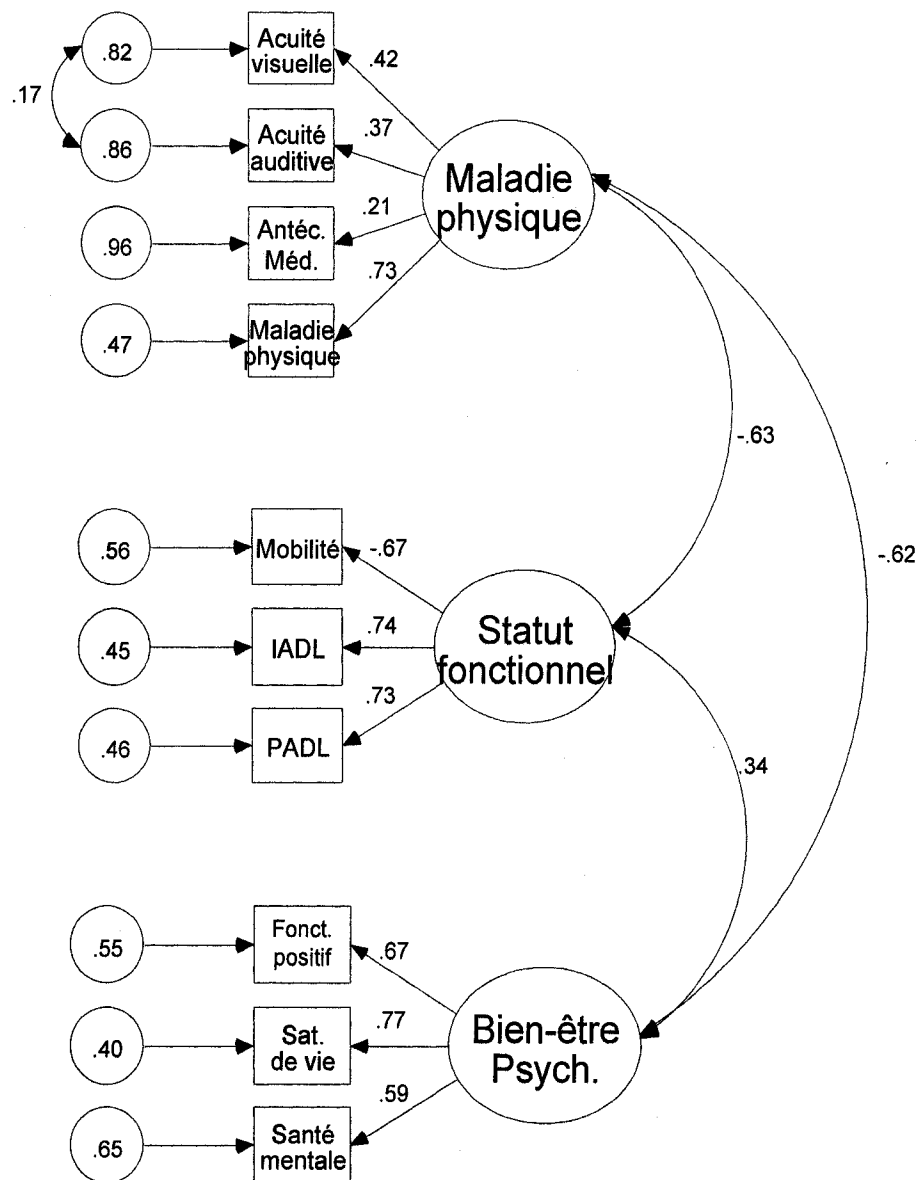 .82
Acuité
visuelle
.42
.17
.86
Acuité
auditive
.37
Maladie
physique
.96
Antéc.
Méd.
.21
.47
Maladie
physique
.73
-.63
-.62
.56
Mobilité
-.67
.45
IADL
.74
Statut
fonctionnel
.46
PADL
.73
.34
.55
Fonct.
positif
.67
.40
Sat.
de vie
.77
Bien-être
Psych.
.65
Santé
mentale
.59